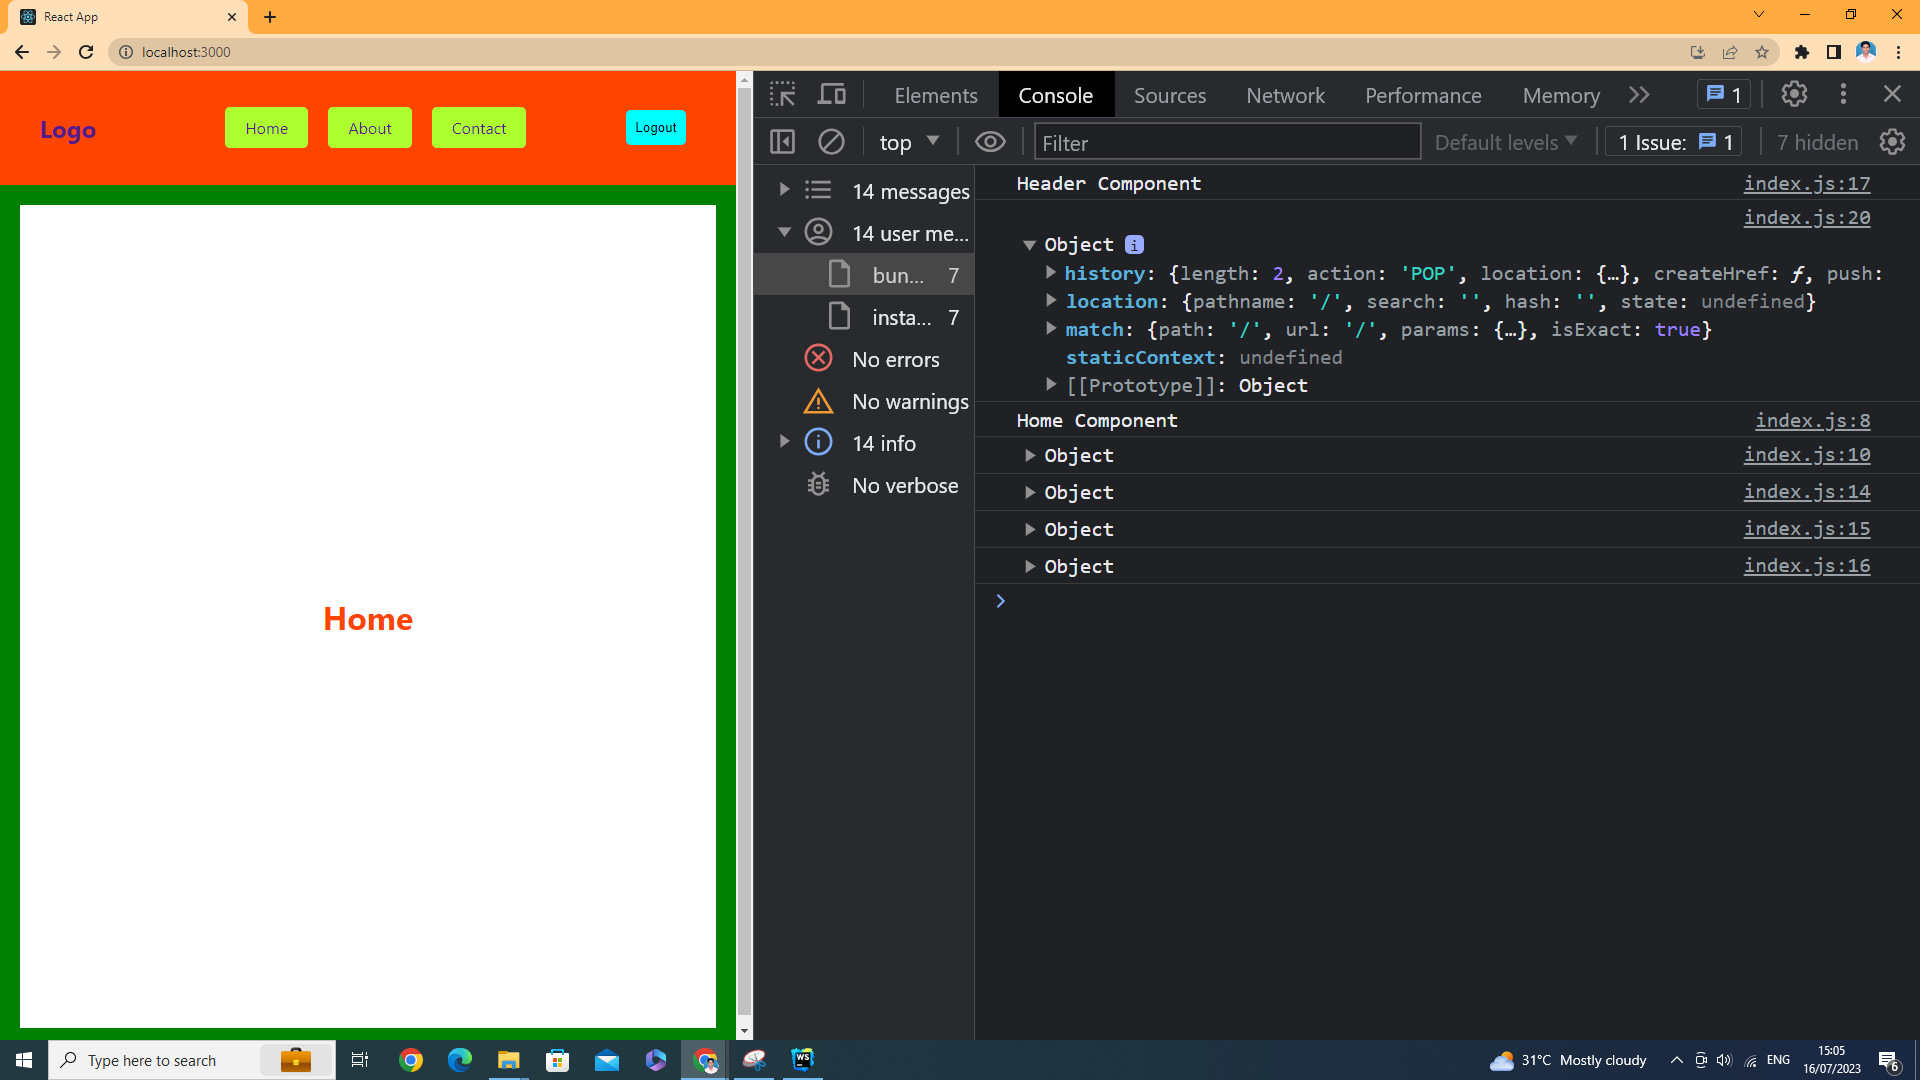 React App
localhost:3000
Logo
Home
About
Contact
Logout
Home
Elements
Console
Sources
Network
Performance
Memory
1
top
Filter
Default levels
1 Issue: 1
7 hidden
14 messages
14 user me...
bun... 7
insta... 7
No errors
No warnings
14 info
No verbose
Header Component index.js:17
index.js:20
Object i
history: {length: 2, action: 'POP', location: {…}, createHref: ƒ, push:
location: {pathname: '/', search: '', hash: '', state: undefined}
match: {path: '/', url: '/', params: {…}, isExact: true}
staticContext: undefined
[[Prototype]]: Object
Home Component index.js:8
Object index.js:10
Object index.js:14
Object index.js:15
Object index.js:16
Type here to search
WS
31°C Mostly cloudy
ENG
15:05
16/07/2023
6